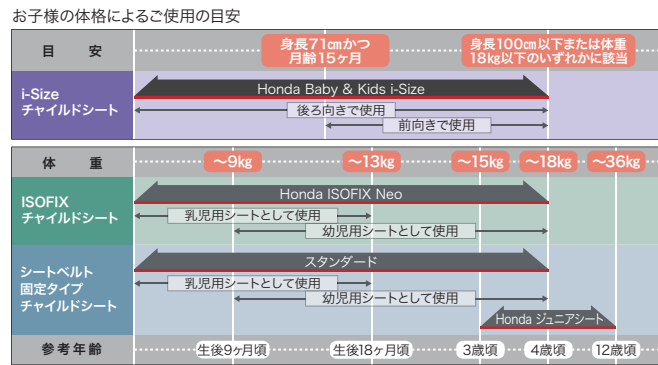 お子様の体格によるご使用の目安
目 安
身長71cmかつ
月齢15ヶ月
身長100cm以下または体重
18kg以下のいずれかに該当
i-Size
チャイルドシート
Honda Baby & Kids i-Size
後ろ向きで使用
前向きで使用
体 重
〜9kg
〜13kg
〜15kg
〜18kg
〜36kg
ISOFIX
チャイルドシート
Honda ISOFIX Neo
乳児用シートとして使用
幼児用シートとして使用
シートベルト
固定タイプ
チャイルドシート
スタンダード
乳児用シートとして使用
幼児用シートとして使用
Honda ジュニアシート
参考年齢
生後9ヶ月頃
生後18ヶ月頃
3歳頃
4歳頃
12歳頃